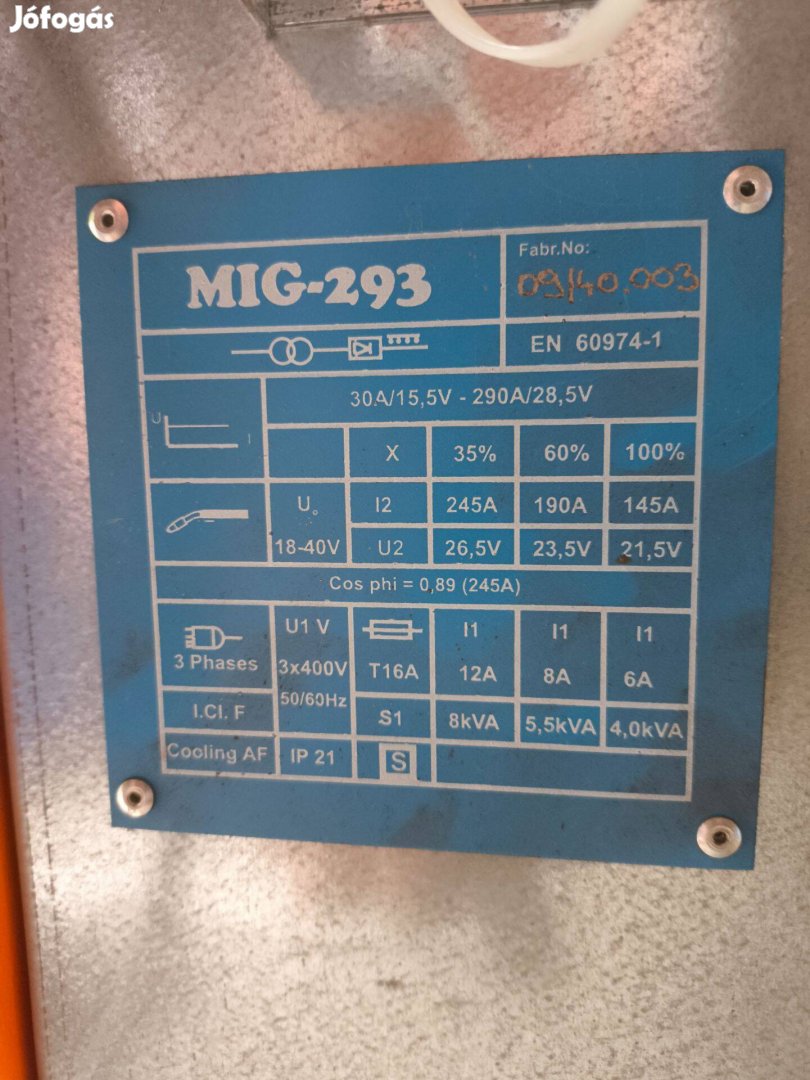 Jófogás
MIG-293
Fabr.No:
09/40.003
EN 60974-1
30A/15,5V - 290A/28,5V
U
I
X 35% 60% 100%
U₀ I2 245A 190A 145A
18-40V U2 26,5V 23,5V 21,5V
Cos phi = 0,89 (245A)
U1 V I1 I1 I1
3 Phases 3x400V T16A 12A 8A 6A
50/60Hz
I.Cl. F S1 8kVA 5,5kVA 4,0kVA
Cooling AF IP 21 S